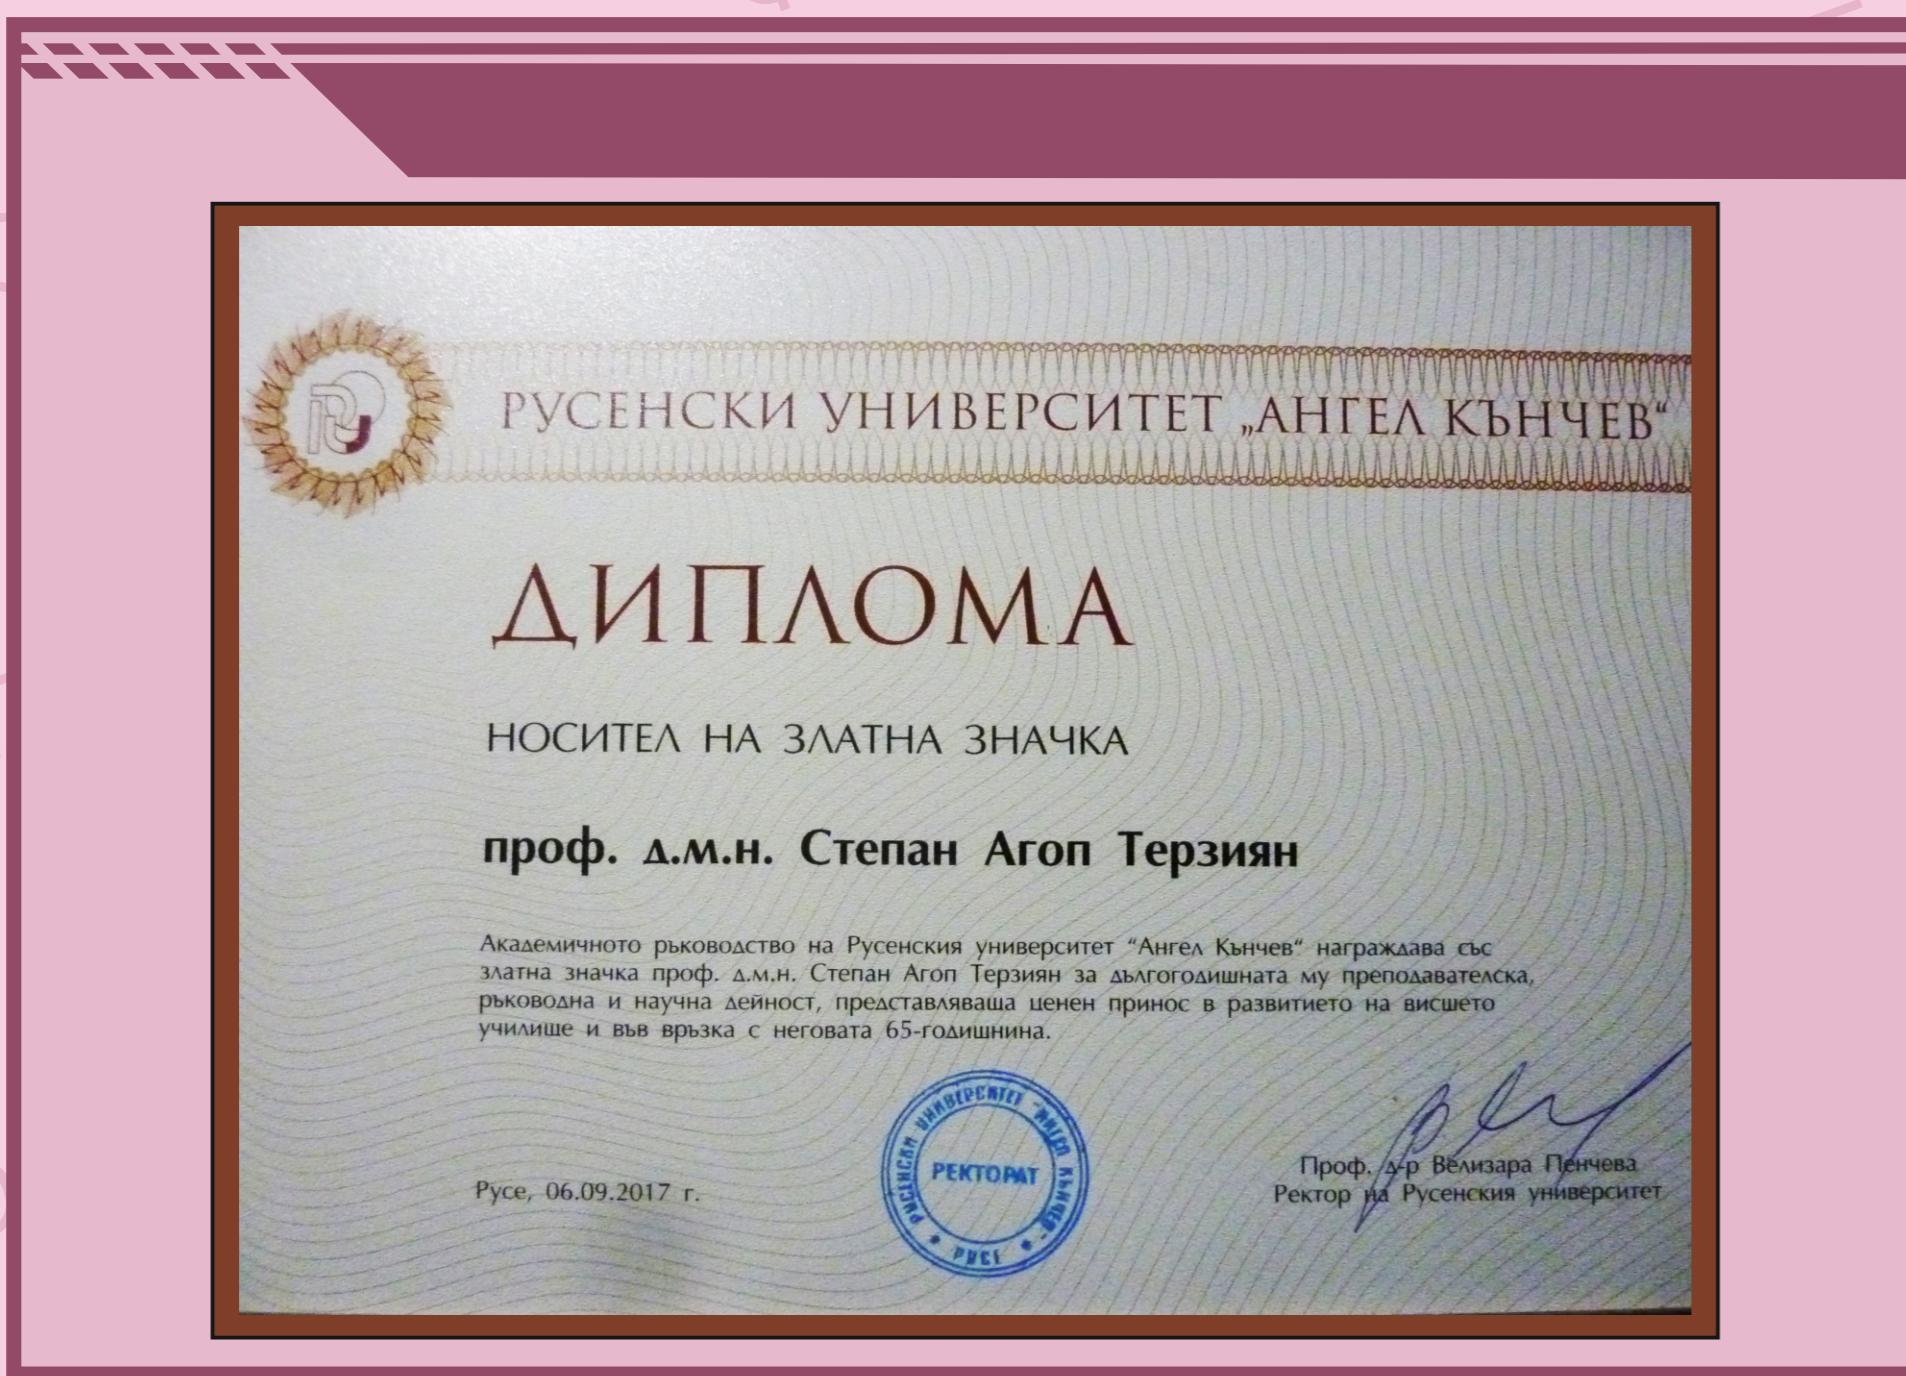 РУСЕНСКИ УНИВЕРСИТЕТ „АНГЕЛ КЪНЧЕВ“
ДИПЛОМА
НОСИТЕЛ НА ЗЛАТНА ЗНАЧКА
проф. д.м.н. Степан Агоп Терзиян
Академичното ръководство на Русенския университет “Ангел Кънчев“ награждава със
златна значка проф. д.м.н. Степан Агоп Терзиян за дългогодишната му преподавателска,
ръководна и научна дейност, представляваща ценен принос в развитието на висшето
училище и във връзка с неговата 65-годишнина.
РУСЕНСКИ УНИВЕРСИТЕТ "АНГЕЛ КЪНЧЕВ"
РЕКТОРАТ
РУСЕ
Русе, 06.09.2017 г.
Проф. д-р Велизара Пенчева
Ректор на Русенския университет